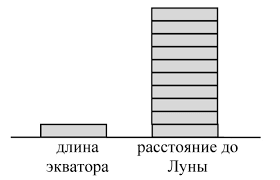 длина
экватора
расстояние до
Луны